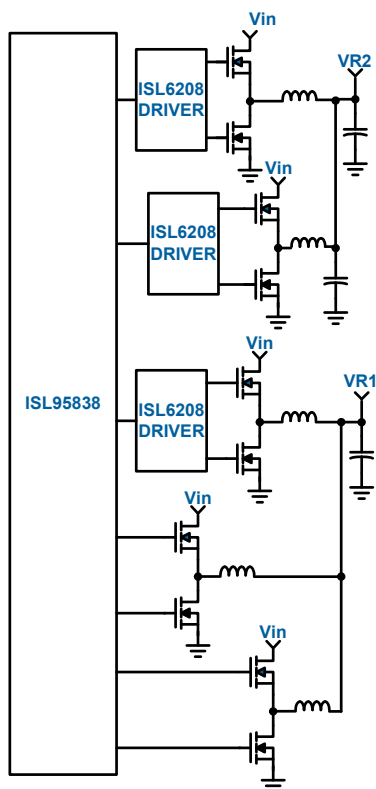 Vin
VR2
ISL6208
DRIVER
Vin
ISL6208
DRIVER
Vin
VR1
ISL95838
ISL6208
DRIVER
Vin
Vin